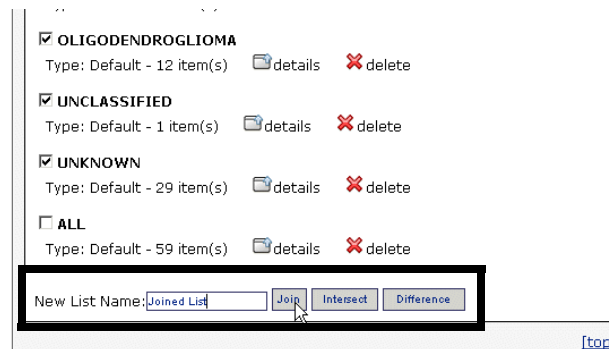 OLIGODENDROGLIOMA
Type: Default - 12 item(s) details delete
UNCLASSIFIED
Type: Default - 1 item(s) details delete
UNKNOWN
Type: Default - 29 item(s) details delete
ALL
Type: Default - 59 item(s) details delete
New List Name: Joined List Join Intersect Difference
[top